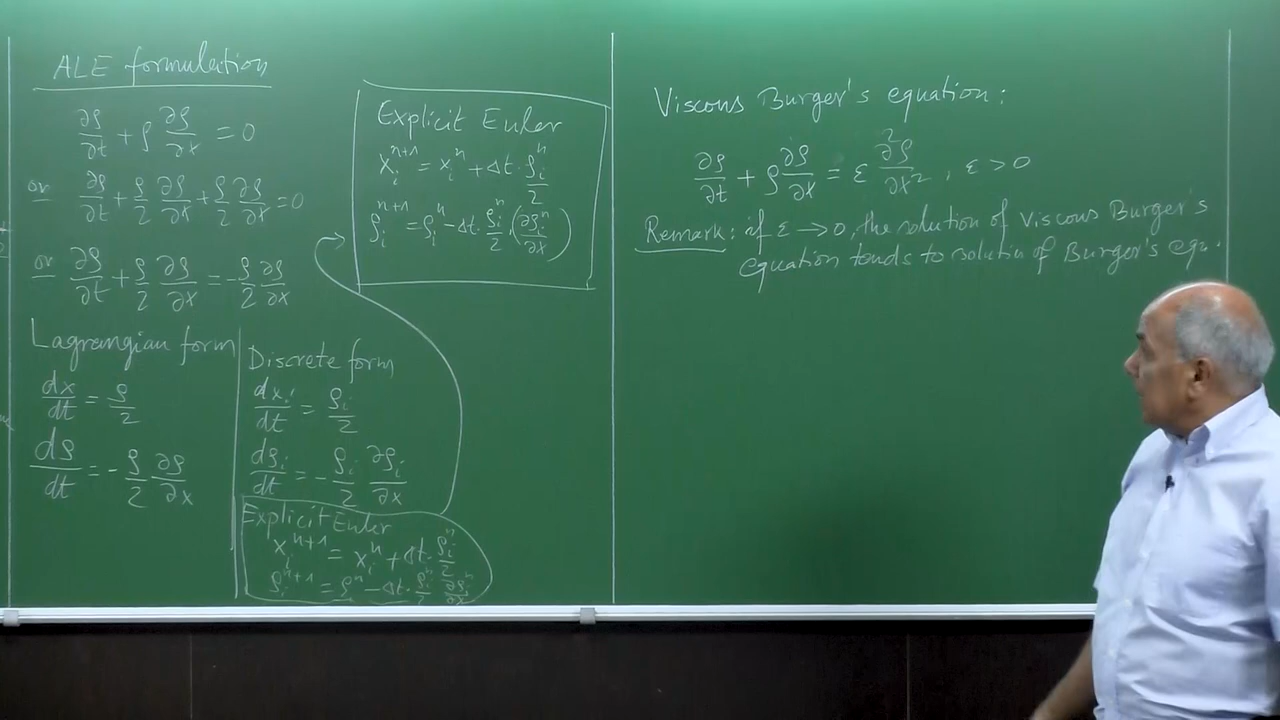 ALE formulation
∂ρ/∂t + ρ ∂ρ/∂x = 0
or ∂ρ/∂t + ρ/2 ∂ρ/∂x + ρ/2 ∂ρ/∂x = 0
or ∂ρ/∂t + ρ/2 ∂ρ/∂x = -ρ/2 ∂ρ/∂x
Lagrangian form
dx/dt = ρ/2
dρ/dt = -ρ/2 ∂ρ/∂x
Discrete form
dx_i/dt = ρ_i/2
dρ_i/dt = -ρ_i/2 ∂ρ_i/∂x
Explicit Euler
x_i^{n+1} = x_i^n + Δt. ρ_i^n/2
ρ_i^{n+1} = ρ_i^n - Δt. ρ_i^n/2 ∂ρ_i^n/∂x
Explicit Euler
x_i^{n+1} = x_i^n + Δt. ρ_i^n/2
ρ_i^{n+1} = ρ_i^n - Δt. ρ_i^n/2 . (∂ρ_i^n/∂x)
Viscous Burger's equation:
∂ρ/∂t + ρ ∂ρ/∂x = ε ∂²ρ/∂x², ε > 0
Remark: if ε → 0, the solution of Viscous Burger's
equation tends to solution of Burger's equ.